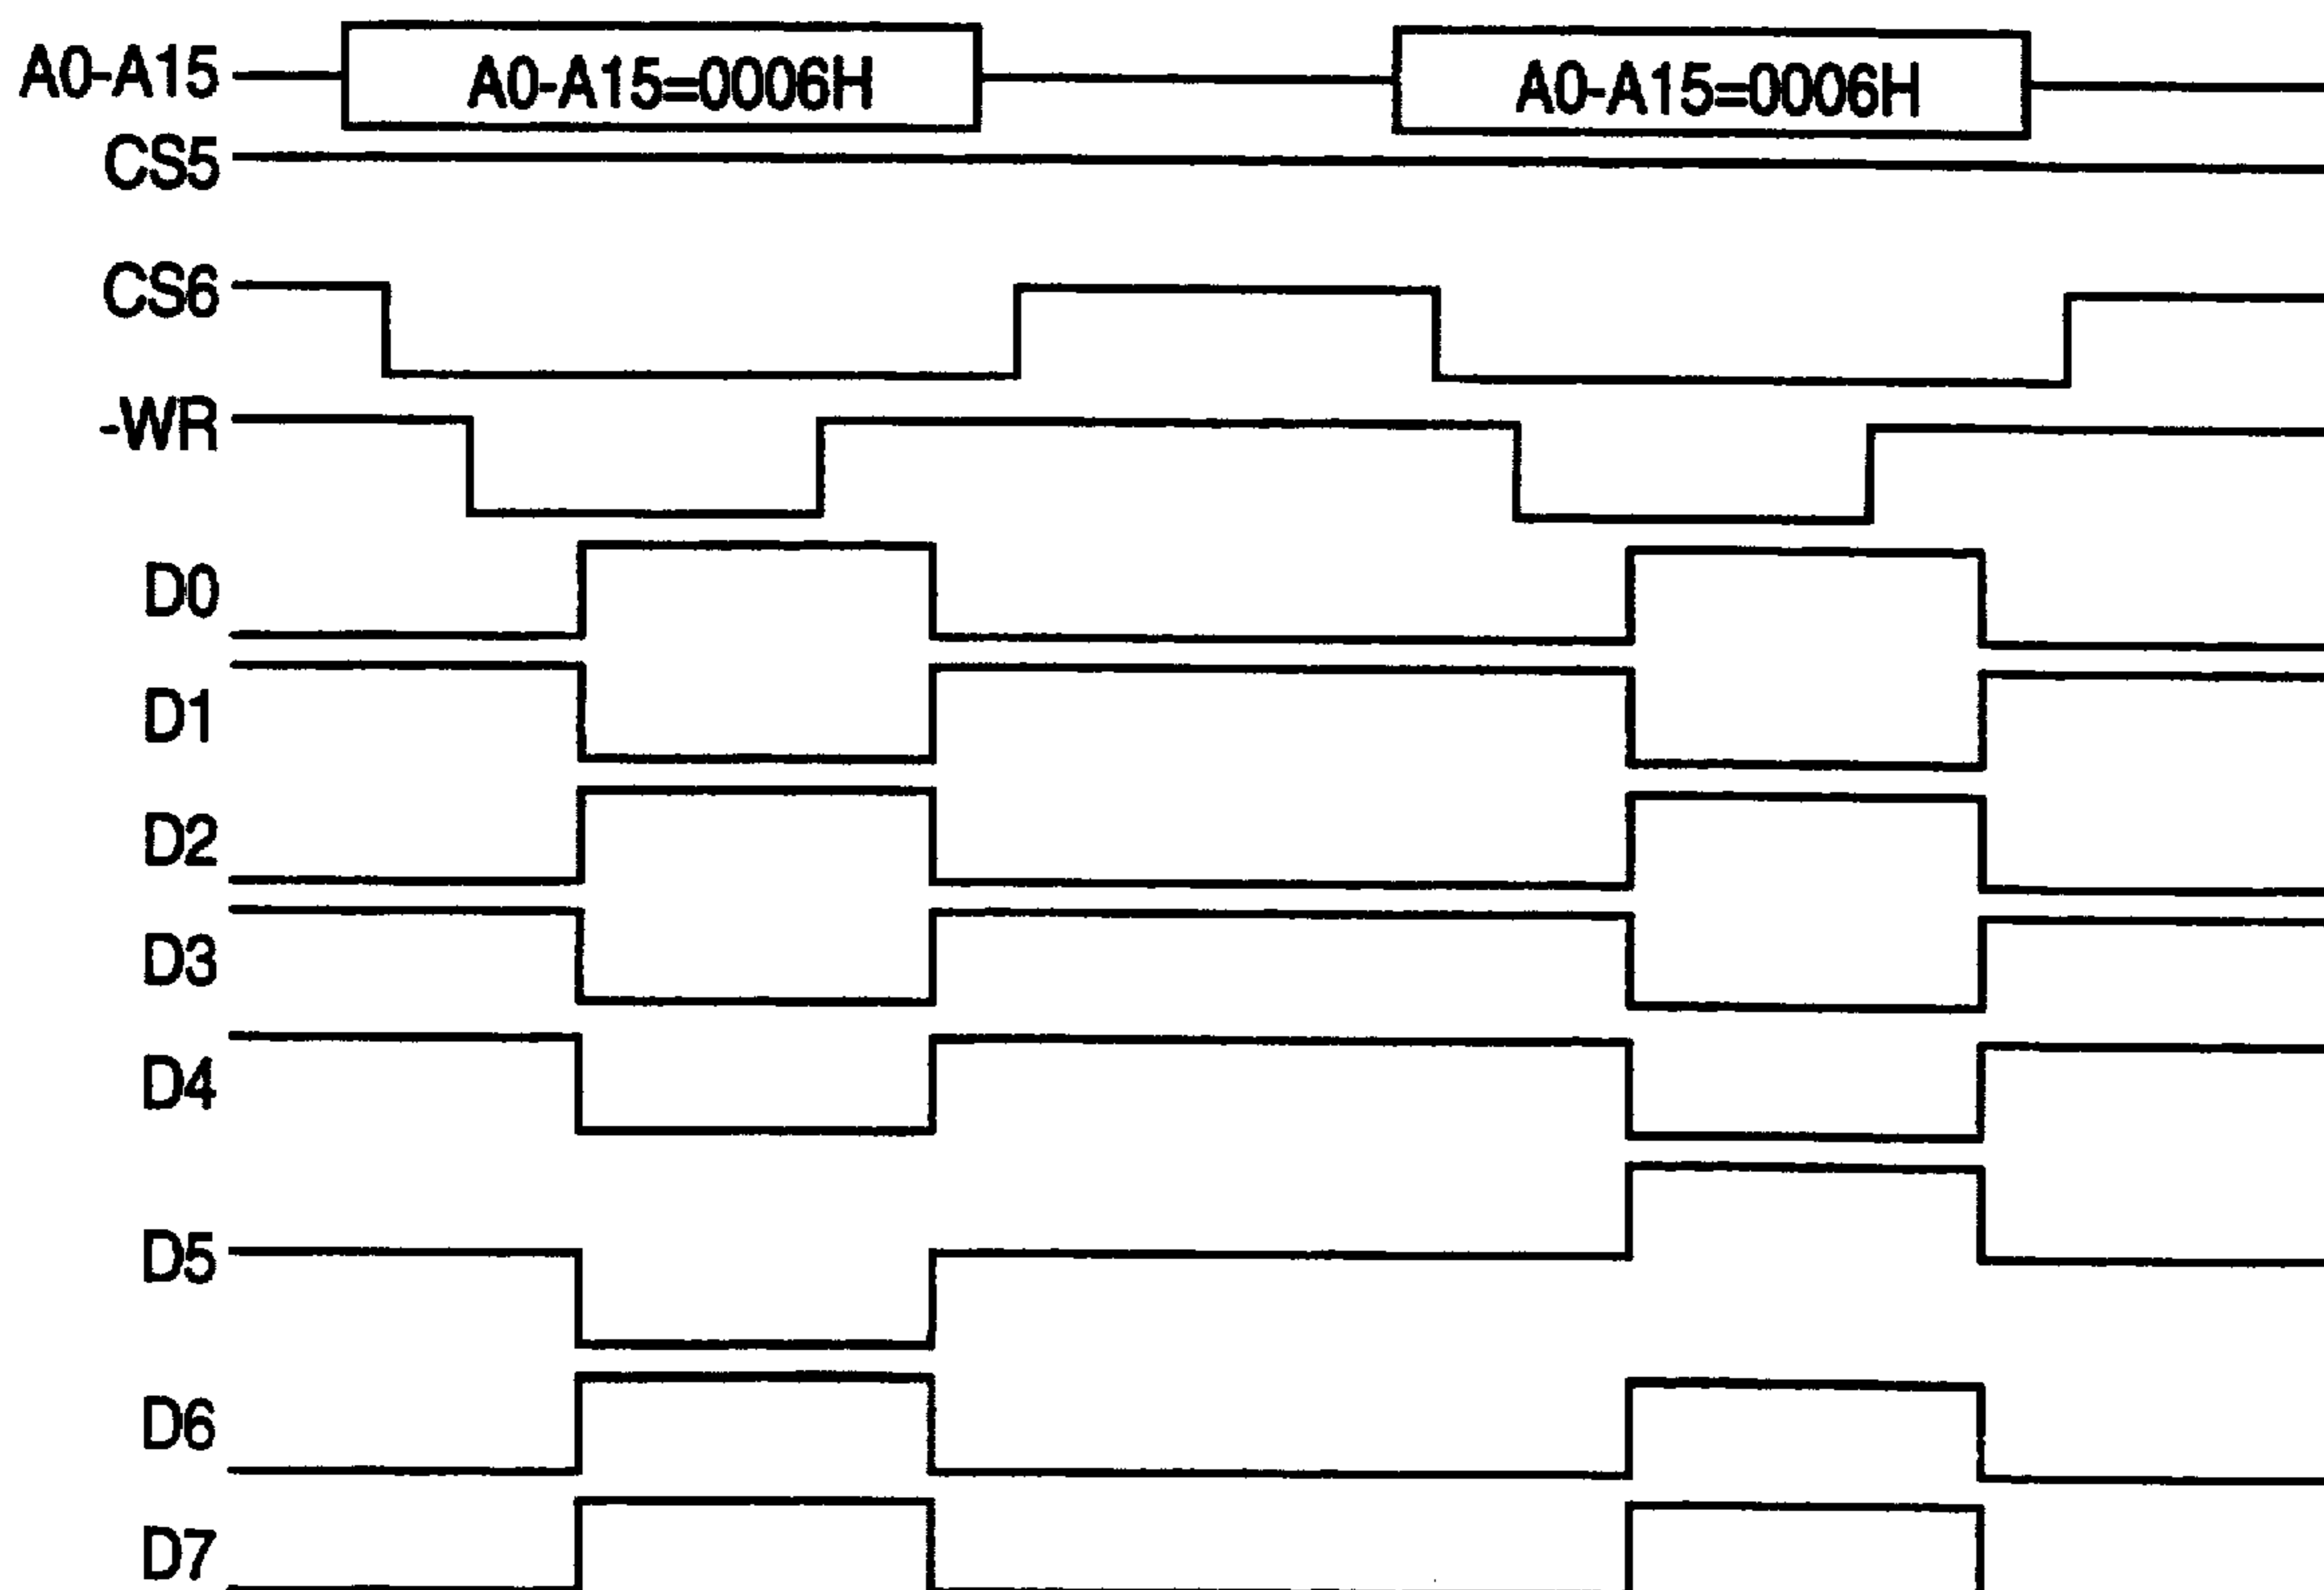 A0-A15 A0-A15=0006H A0-A15=0006H
CS5
CS6
-WR
D0
D1
D2
D3
D4
D5
D6
D7